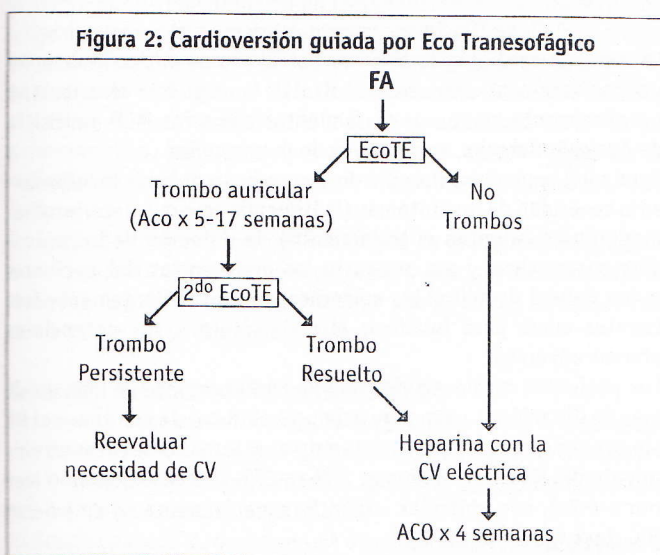 Figura 2: Cardioversión guiada por Eco Tranesofágico
FA
EcoTE
Trombo auricular
(Aco x 5-17 semanas)
No
Trombos
2do EcoTE
Trombo
Persistente
Trombo
Resuelto
Reevaluar
necesidad de CV
Heparina con la
CV eléctrica
ACO x 4 semanas